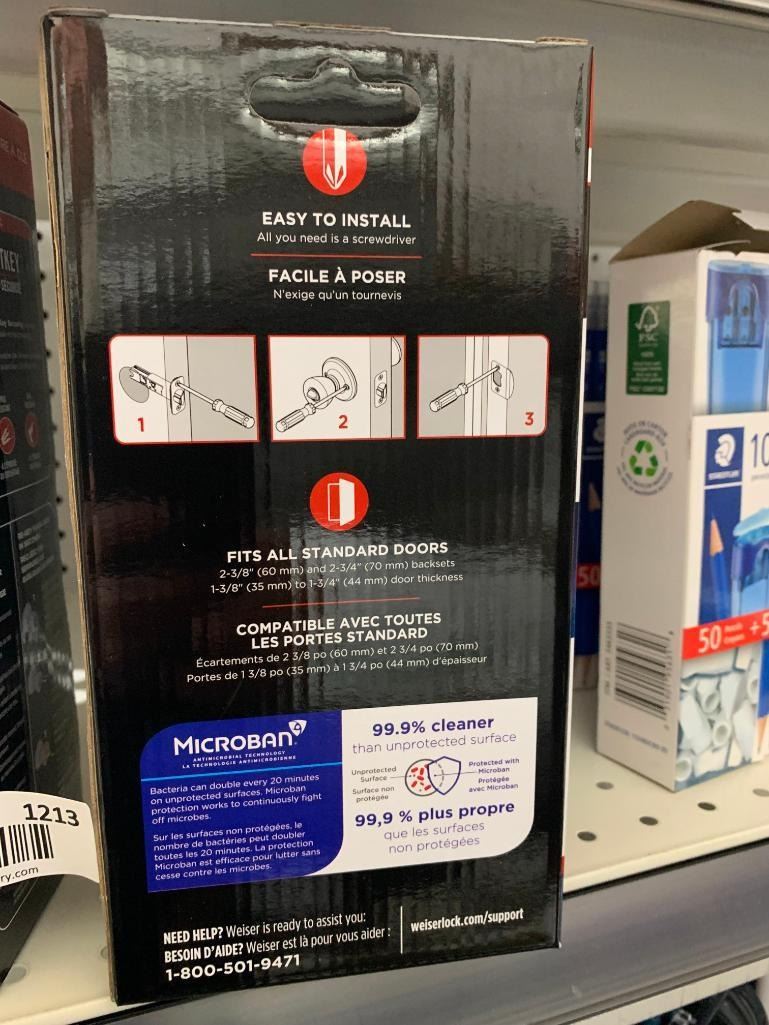 EASY TO INSTALL
All you need is a screwdriver
FACILE À POSER
N'exige qu'un tournevis
1
2
3
FITS ALL STANDARD DOORS
2-3/8" (60 mm) and 2-3/4" (70 mm) backsets
1-3/8" (35 mm) to 1-3/4" (44 mm) door thickness
COMPATIBLE AVEC TOUTES
LES PORTES STANDARD
Écartements de 2 3/8 po (60 mm) et 2 3/4 po (70 mm)
Portes de 1 3/8 po (35 mm) à 1 3/4 po (44 mm) d'épaisseur
MICROBAN
ANTIMICROBIAL TECHNOLOGY
LA TECHNOLOGIE ANTIMICROBIENNE
Bacteria can double every 20 minutes
on unprotected surfaces. Microban
protection works to continuously fight
off microbes.
Sur les surfaces non protégées, le
nombre de bactéries peut doubler
toutes les 20 minutes. La protection
Microban est efficace pour lutter sans
cesse contre les microbes.
99.9% cleaner
than unprotected surface
Unprotected
Surface
Surface non
protégée
Protected with
Microban
Protégée
avec Microban
99,9 % plus propre
que les surfaces
non protégées
NEED HELP? Weiser is ready to assist you:
BESOIN D'AIDE? Weiser est là pour vous aider :
1-800-501-9471
weiserlock.com/support
1213
ry.com
TKEY
FSC
STAEDTLER
10
50
50
+5